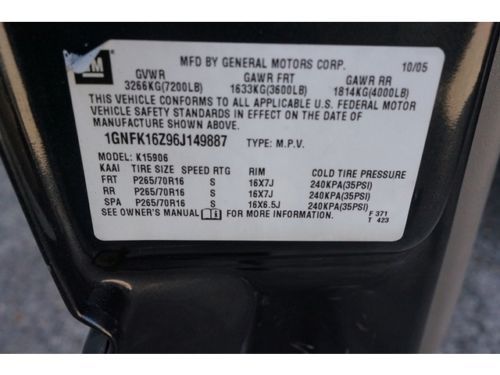 GM
MFD BY GENERAL MOTORS CORP. 10/05
GVWR GAWR FRT GAWR RR
3266KG(7200LB) 1633KG(3600LB) 1814KG(4000LB)
THIS VEHICLE CONFORMS TO ALL APPLICABLE U.S. FEDERAL MOTOR
VEHICLE SAFETY STANDARDS IN EFFECT ON THE DATE OF
MANUFACTURE SHOWN ABOVE.
1GNFK16Z96J149887 TYPE: M.P.V.
MODEL: K15906
KAAI TIRE SIZE SPEED RTG RIM COLD TIRE PRESSURE
FRT P265/70R16 S 16X7J 240KPA(35PSI)
RR P265/70R16 S 16X7J 240KPA(35PSI)
SPA P265/70R16 S 16X6.5J 240KPA(35PSI)
SEE OWNER'S MANUAL i FOR MORE INFORMATION. F 371
T 423